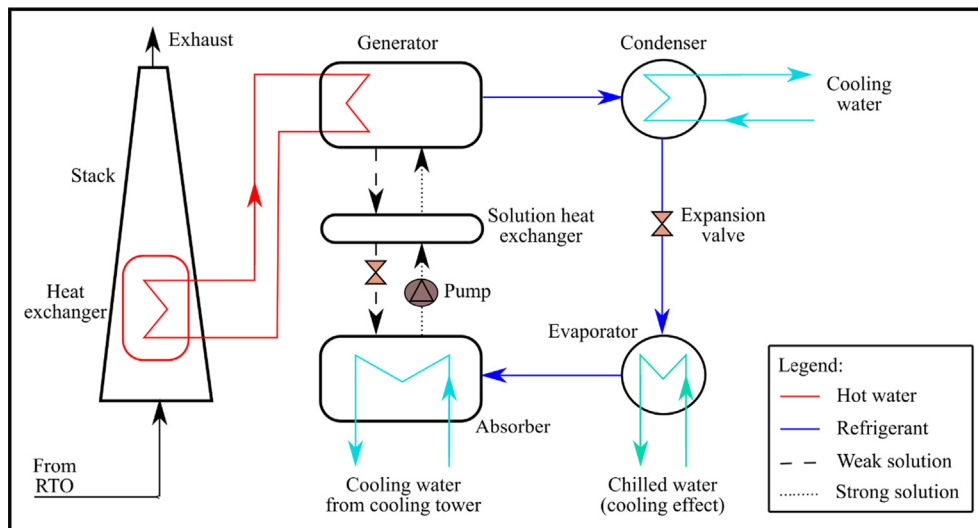 Exhaust
Generator
Condenser
Cooling
water
Stack
Solution heat
exchanger
Expansion
valve
Heat
exchanger
Pump
Evaporator
Absorber
From
RTO
Cooling water
from cooling tower
Chilled water
(cooling effect)
Legend:
Hot water
Refrigerant
Weak solution
Strong solution